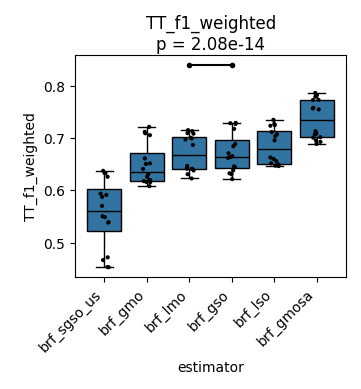 TT_f1_weighted
p = 2.08e-14
TT_f1_weighted
0.8
0.7
0.6
0.5
brf_sgso_us
brf_gmo
brf_lmo
brf_gso
brf_lso
brf_gmosa
estimator